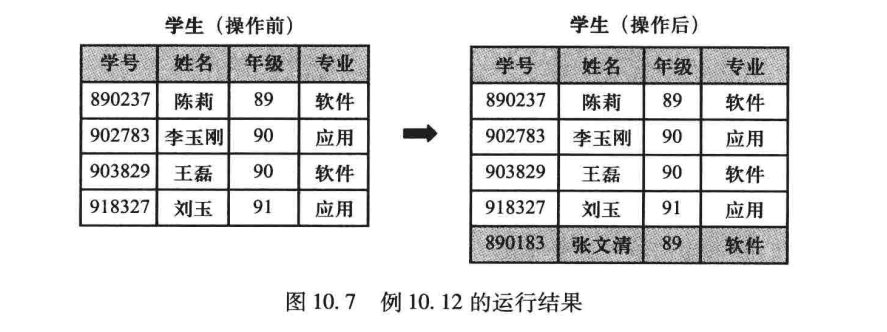 学生（操作前）
学号 姓名 年级 专业
890237 陈莉 89 软件
902783 李玉刚 90 应用
903829 王磊 90 软件
918327 刘玉 91 应用
学生（操作后）
学号 姓名 年级 专业
890237 陈莉 89 软件
902783 李玉刚 90 应用
903829 王磊 90 软件
918327 刘玉 91 应用
890183 张文清 89 软件
图 10.7 例 10.12 的运行结果